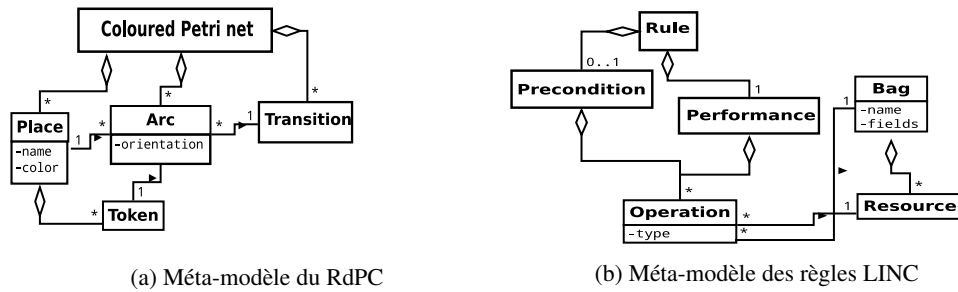 Coloured Petri net
*
*
*
Place
-name
-color
1
*
Arc
-orientation
*
1
Transition
1
*
Token
(a) Méta-modèle du RdPC
Rule
0..1
1
Precondition
Performance
Bag
-name
-fields
1
*
*
Operation
-type
*
*
1
Resource
(b) Méta-modèle des règles LINC